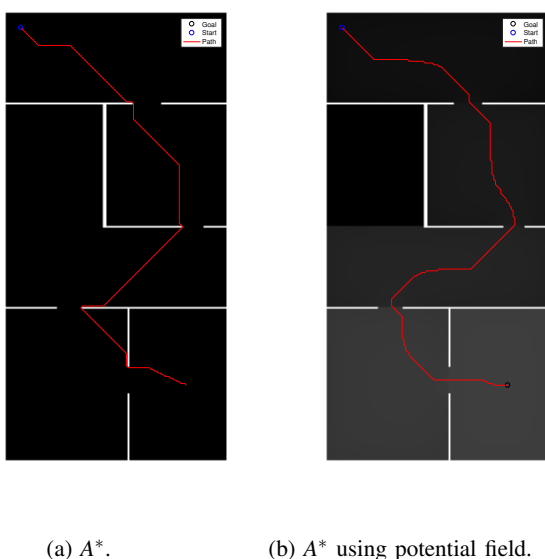 Goal
Start
Path
Goal
Start
Path
(a) A*.
(b) A* using potential field.